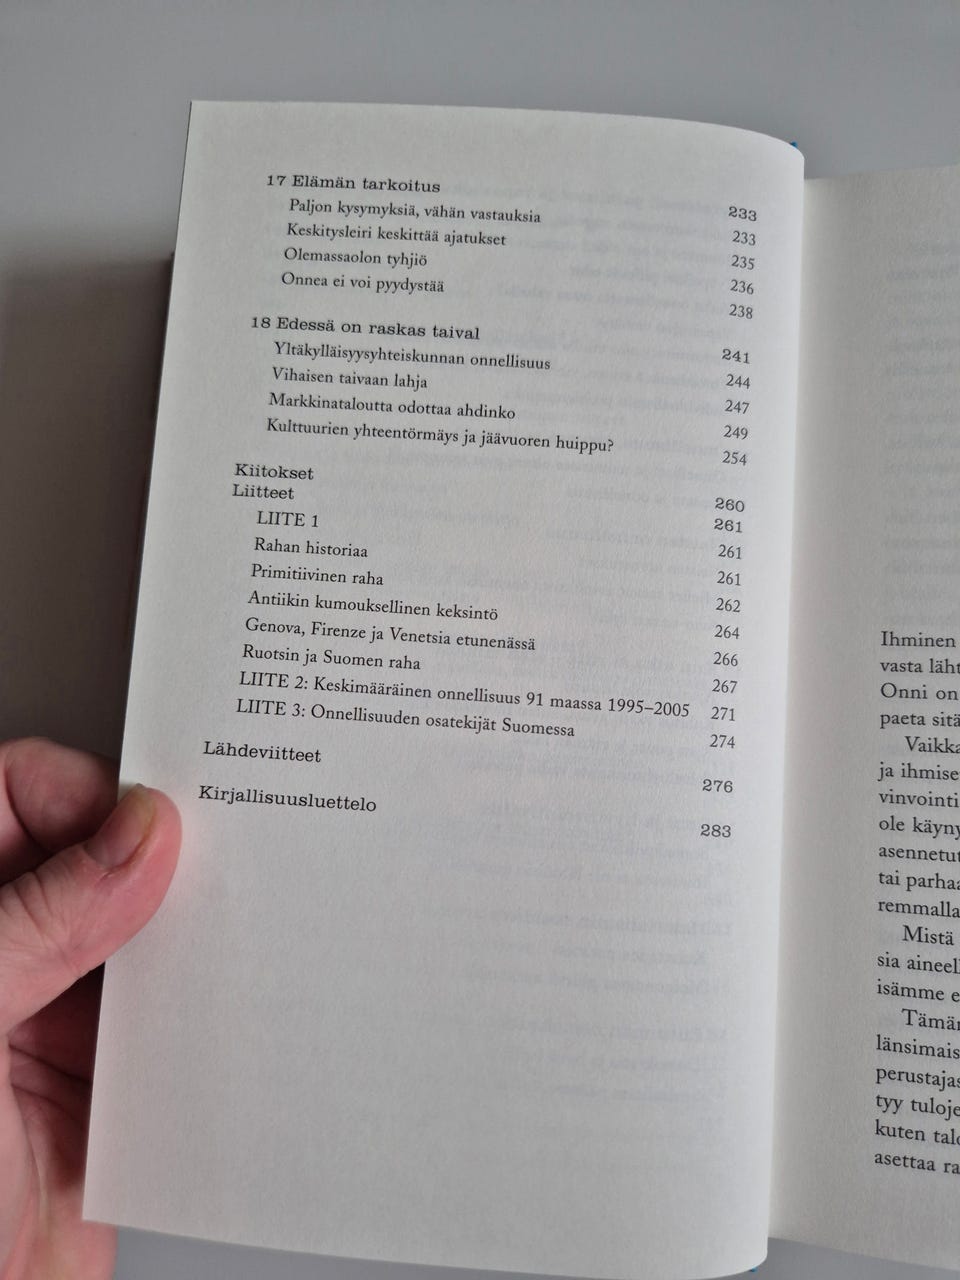 17 Elämän tarkoitus 233
Paljon kysymyksiä, vähän vastauksia 233
Keskitysleiri keskittää ajatukset 235
Olemassaolon tyhjiö 236
Onnea ei voi pyydystää 238
18 Edessä on raskas taival 241
Yltäkylläisyysyhteiskunnan onnellisuus 244
Vihaisen taivaan lahja 247
Markkinataloutta odottaa ahdinko 249
Kulttuurien yhteentörmäys ja jäävuoren huippu? 254
Kiitokset 260
Liitteet 261
LIITE 1 261
Rahan historiaa 261
Primitiivinen raha 262
Antiikin kumouksellinen keksintö 264
Genova, Firenze ja Venetsia etunenässä 266
Ruotsin ja Suomen raha 267
LIITE 2: Keskimääräinen onnellisuus 91 maassa 1995–2005 271
LIITE 3: Onnellisuuden osatekijät Suomessa 274
Lähdeviitteet 276
Kirjallisuusluettelo 283
Ihminen
vasta läht
Onni on
paeta sitä
Vaikka
ja ihmise
vinvointi
ole käyny
asennetut
tai parhaa
remmalla
Mistä
sia aineell
isämme e
Tämän
länsimais
perustajas
tyy tuloje
kuten talo
asettaa ra